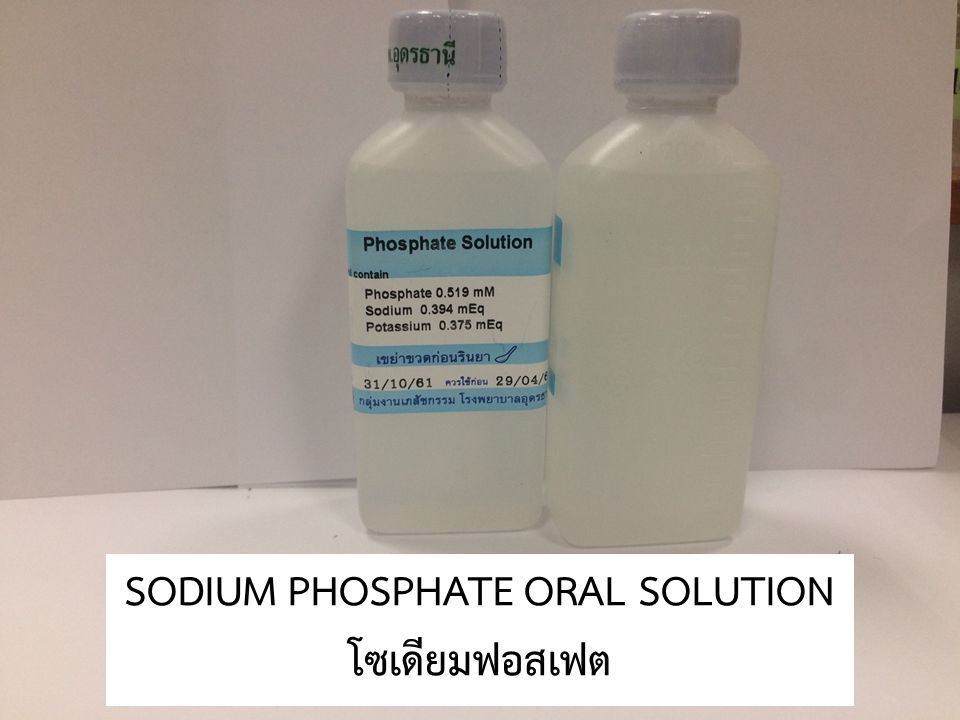 อุดรธานี
Phosphate Solution
contain
Phosphate 0.519 mM
Sodium 0.394 mEq
Potassium 0.375 mEq
เขย่าขวดก่อนรินยา
31/10/61 ควรใช้ก่อน 29/04/6
กลุ่มงานเภสัชกรรม โรงพยาบาลอุดรธ
SODIUM PHOSPHATE ORAL SOLUTION
โซเดียมฟอสเฟต